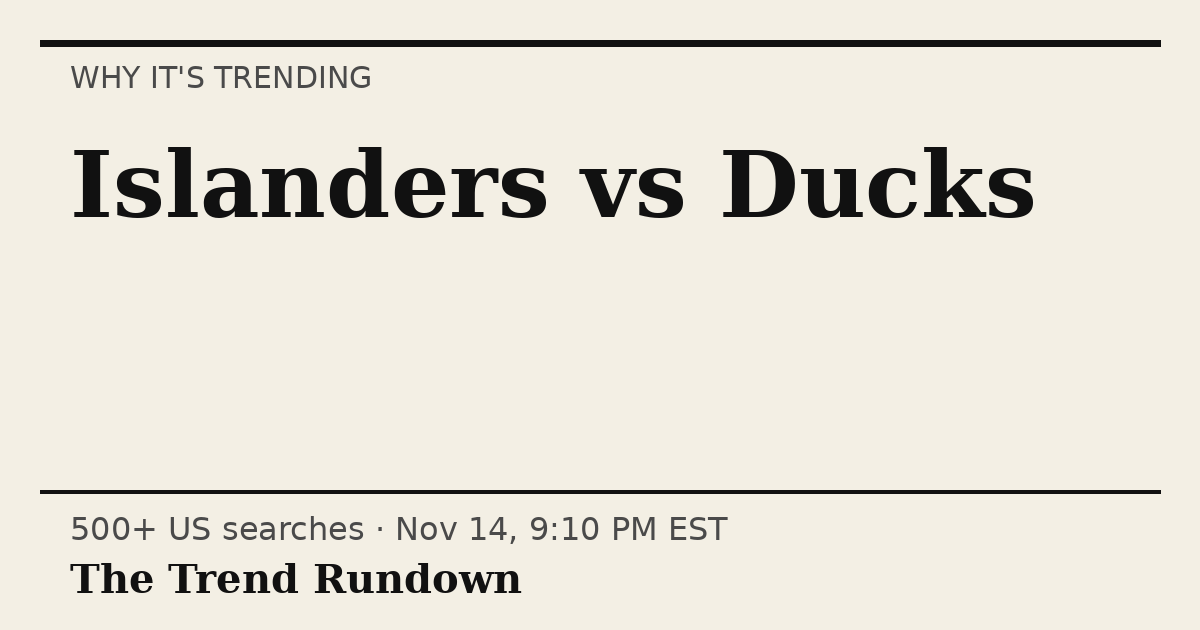 WHY IT'S TRENDING
Islanders vs Ducks
500+ US searches · Nov 14, 9:10 PM EST
The Trend Rundown